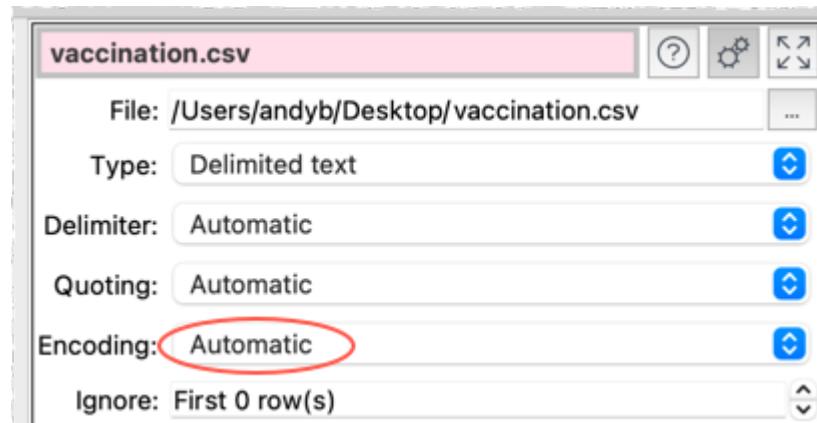 vaccination.csv ?
File: /Users/andyb/Desktop/vaccination.csv ...
Type: Delimited text
Delimiter: Automatic
Quoting: Automatic
Encoding: Automatic
Ignore: First 0 row(s)